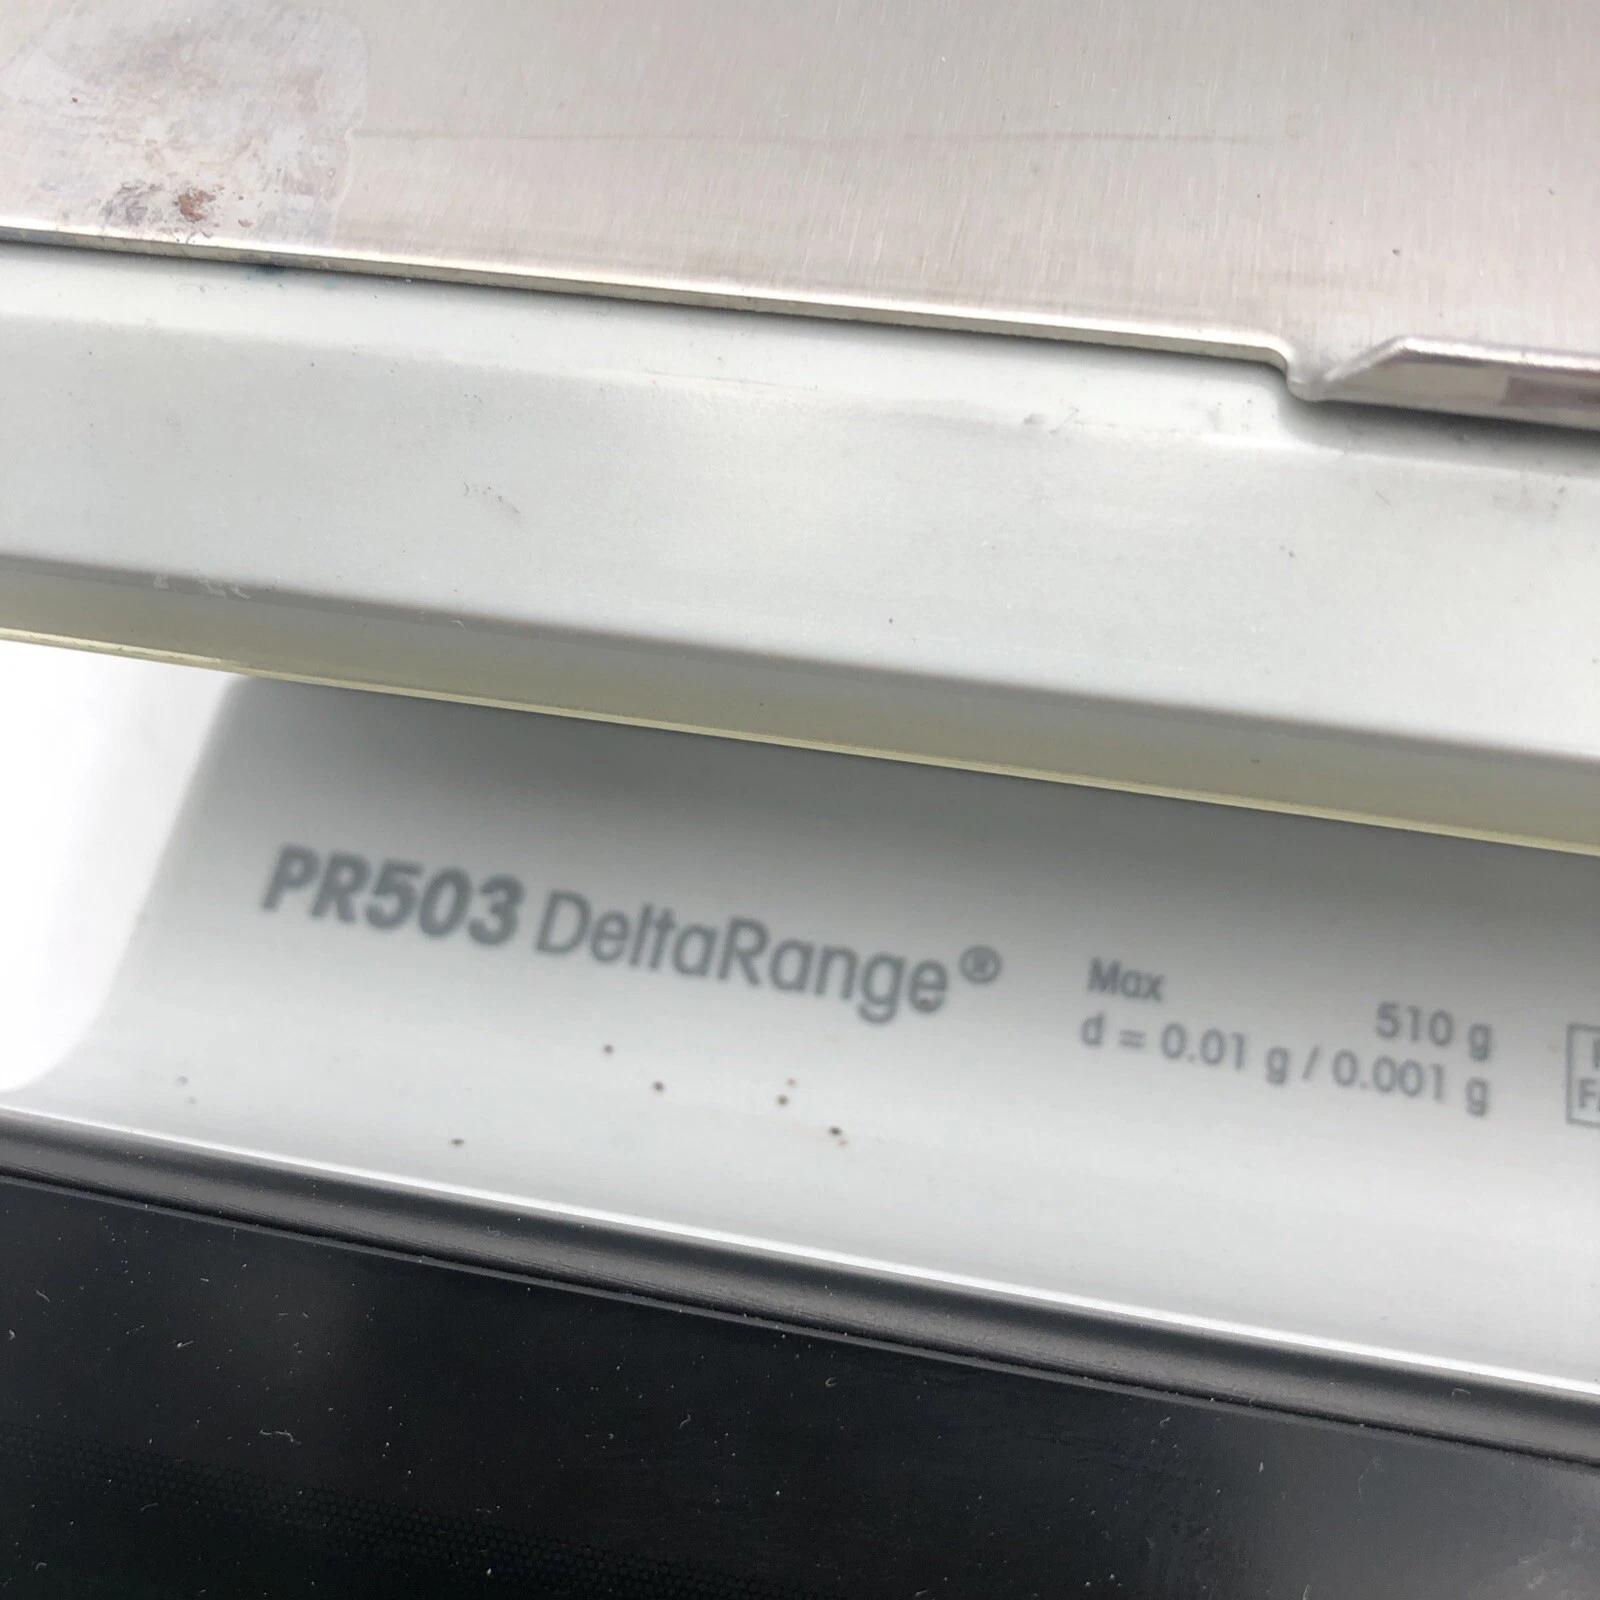 PR503 DeltaRange®
Max 510 g
d = 0.01 g / 0.001 g